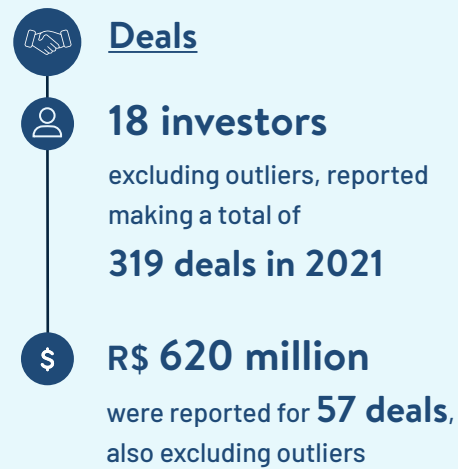 Deals
18 investors
excluding outliers, reported
making a total of
319 deals in 2021
$
R$ 620 million
were reported for 57 deals,
also excluding outliers